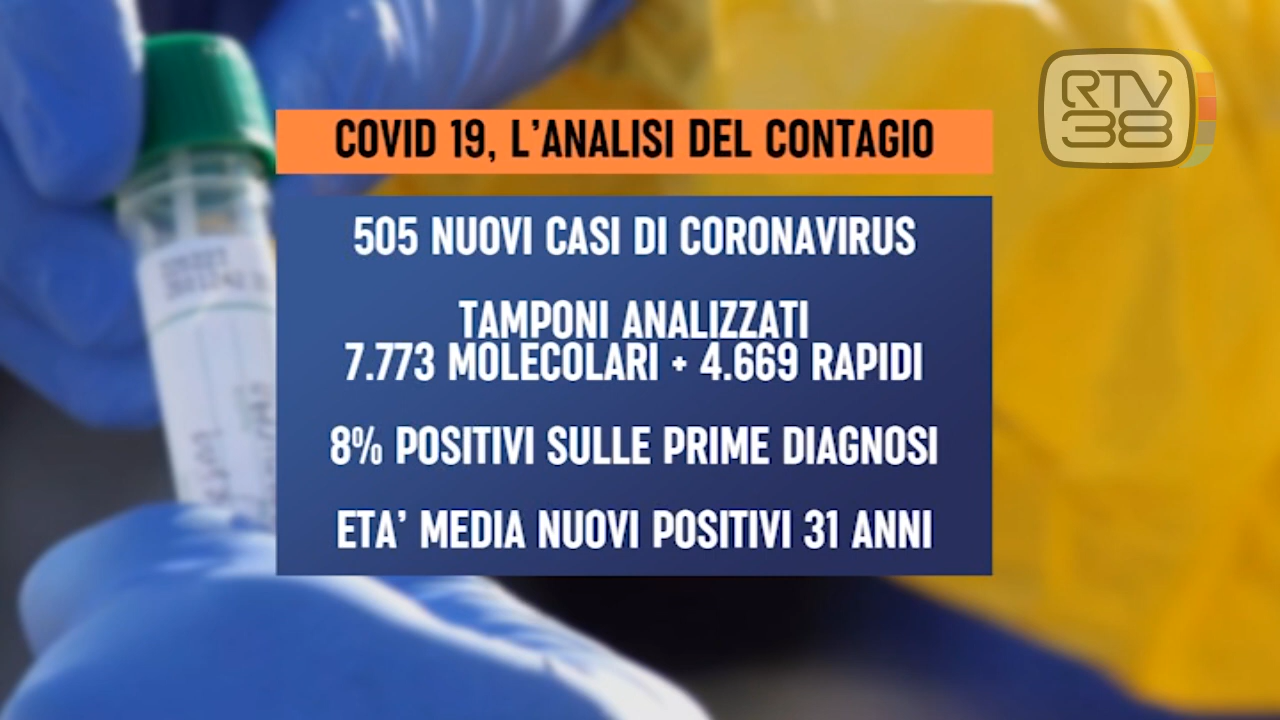 RTV
38
COVID 19, L'ANALISI DEL CONTAGIO
505 NUOVI CASI DI CORONAVIRUS
TAMPONI ANALIZZATI
7.773 MOLECOLARI + 4.669 RAPIDI
8% POSITIVI SULLE PRIME DIAGNOSI
ETA' MEDIA NUOVI POSITIVI 31 ANNI